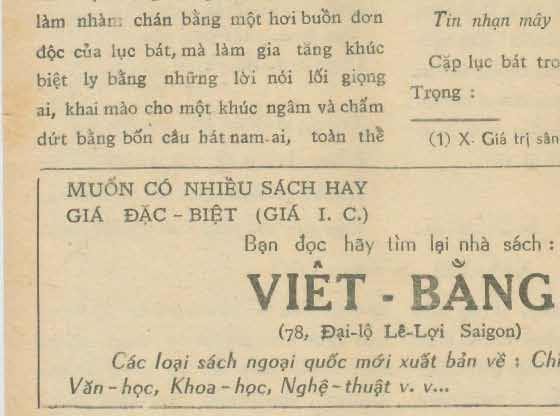 làm nhàm chán bằng một hơi buồn đơn
độc của lục bát, mà làm gia tăng khúc
biệt ly bằng những lời nói lối giọng
ai, khai mào cho một khúc ngâm và chấm
dứt bằng bốn câu hát nam-ai, toàn thể
Tin nhạn mây
Cặp lục bát
Trọng :
(1) X. Giá trị
MUỐN CÓ NHIỀU SÁCH HAY
GIÁ ĐẶC-BIỆT (GIÁ I. C.)
Bạn đọc hãy tìm lại nhà sách :
VIÊT - BẰNG
(78, Đại-lộ Lê-Lợi Saigon)
Các loại sách ngoại quốc mới xuất bản về :
Văn-học, Khoa-học, Nghệ-thuật v. v...